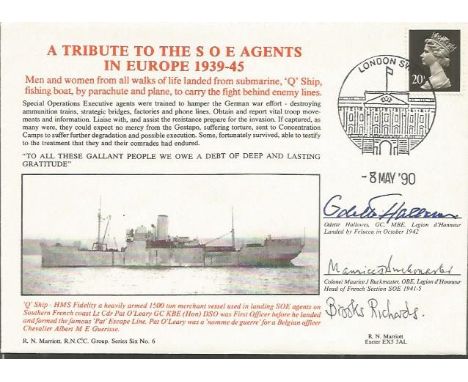 A TRIBUTE TO THE S O E AGENTS
IN EUROPE 1939-45
Men and women from all walks of life landed from submarine, 'Q' Ship,
fishing boat, by parachute and plane, to carry the fight behind enemy lines.
Special Operations Executive agents were trained to hamper the German war effort - destroying
ammunition trains, strategic bridges, factories and phone lines. Obtain and report vital troop move-
ments and information. Liaise with, and assist the resistance prepare for the invasion. If captured, as
many were, they could expect no mercy from the Gestapo, suffering torture, sent to Concentration
Camps to suffer further degradation and possible execution. Some, fortunately survived, able to testify
to the treatment that they and their comrades had endured.
"TO ALL THESE GALLANT PEOPLE WE OWE A DEBT OF DEEP AND LASTING
GRATITUDE"
LONDON SW
20P
-8 MAY '90
Odette Hallowes
Odette Hallowes, GC, MBE, Legion d'Honneur
Landed by Felucca in October 1942
Maurice J Buckmaster
Colonel Maurice J Buckmaster, OBE, Legion d'Honneur
Head of French Section SOE 1941-5
Brooks Richards.
'Q' Ship - HMS Fidelity a heavily armed 1500 ton merchant vessel used in landing SOE agents on
Southern French coast Lt Cdr Pat O'Leary GC KBE (Hon) DSO was First Officer before he landed
and formed the famous 'Pat' Europe Line. Pat O'Leary was a 'nomme de guerre' for a Belgian officer
Chevalier Albert M E Guerisse.
R. N. Marriott, R.N.C'C. Group. Series Six No. 6
R. N. Marriott
Exeter EX5 3AL